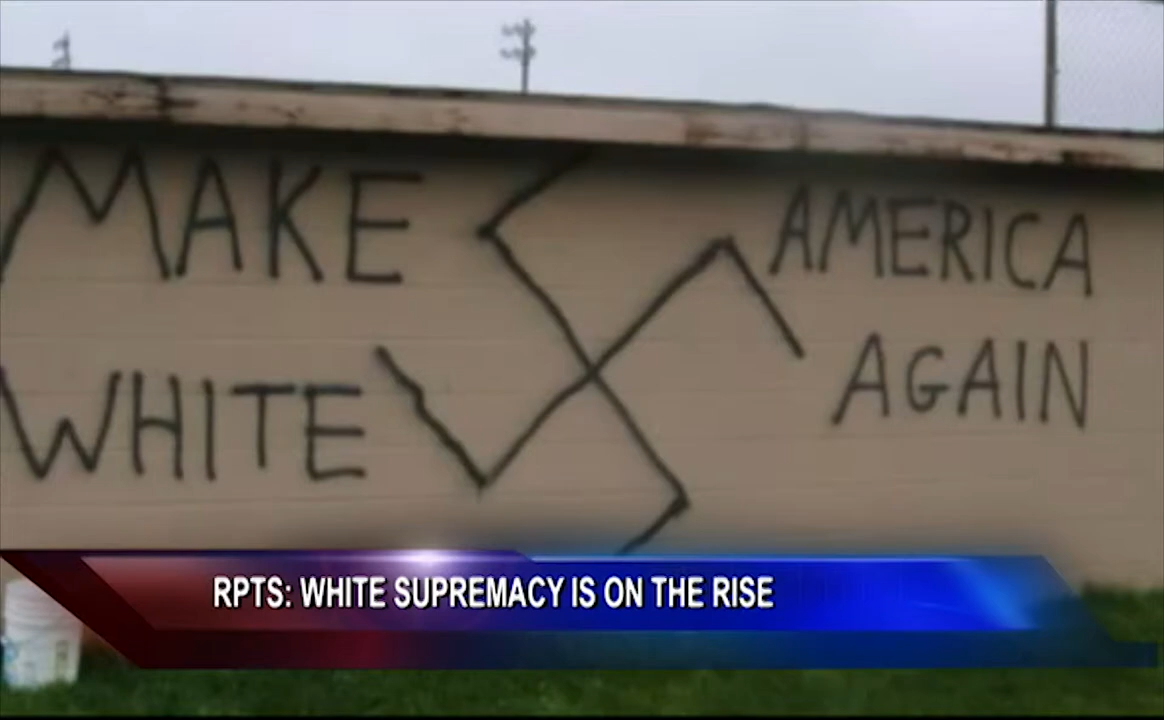 MAKE AMERICA
WHITE AGAIN
RPTS: WHITE SUPREMACY IS ON THE RISE